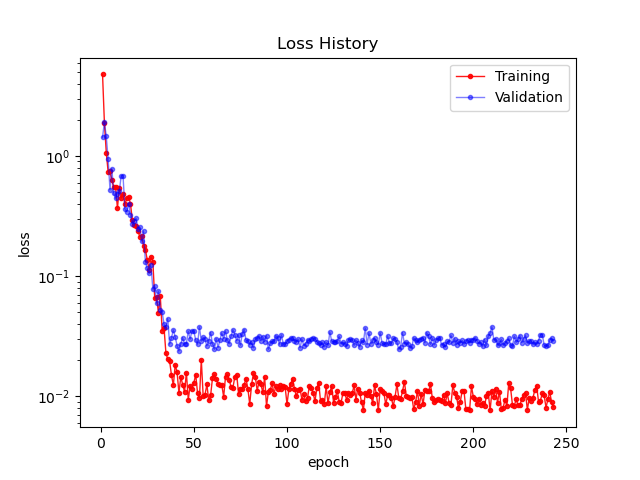 Loss History
Training
Validation
10⁰
10⁻¹
10⁻²
loss
0 50 100 150 200 250
epoch